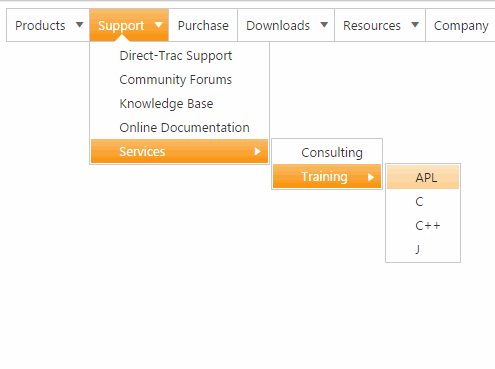 Products Support Purchase Downloads Resources Company
Direct-Trac Support
Community Forums
Knowledge Base
Online Documentation
Services
Consulting
Training
APL
C
C++
J